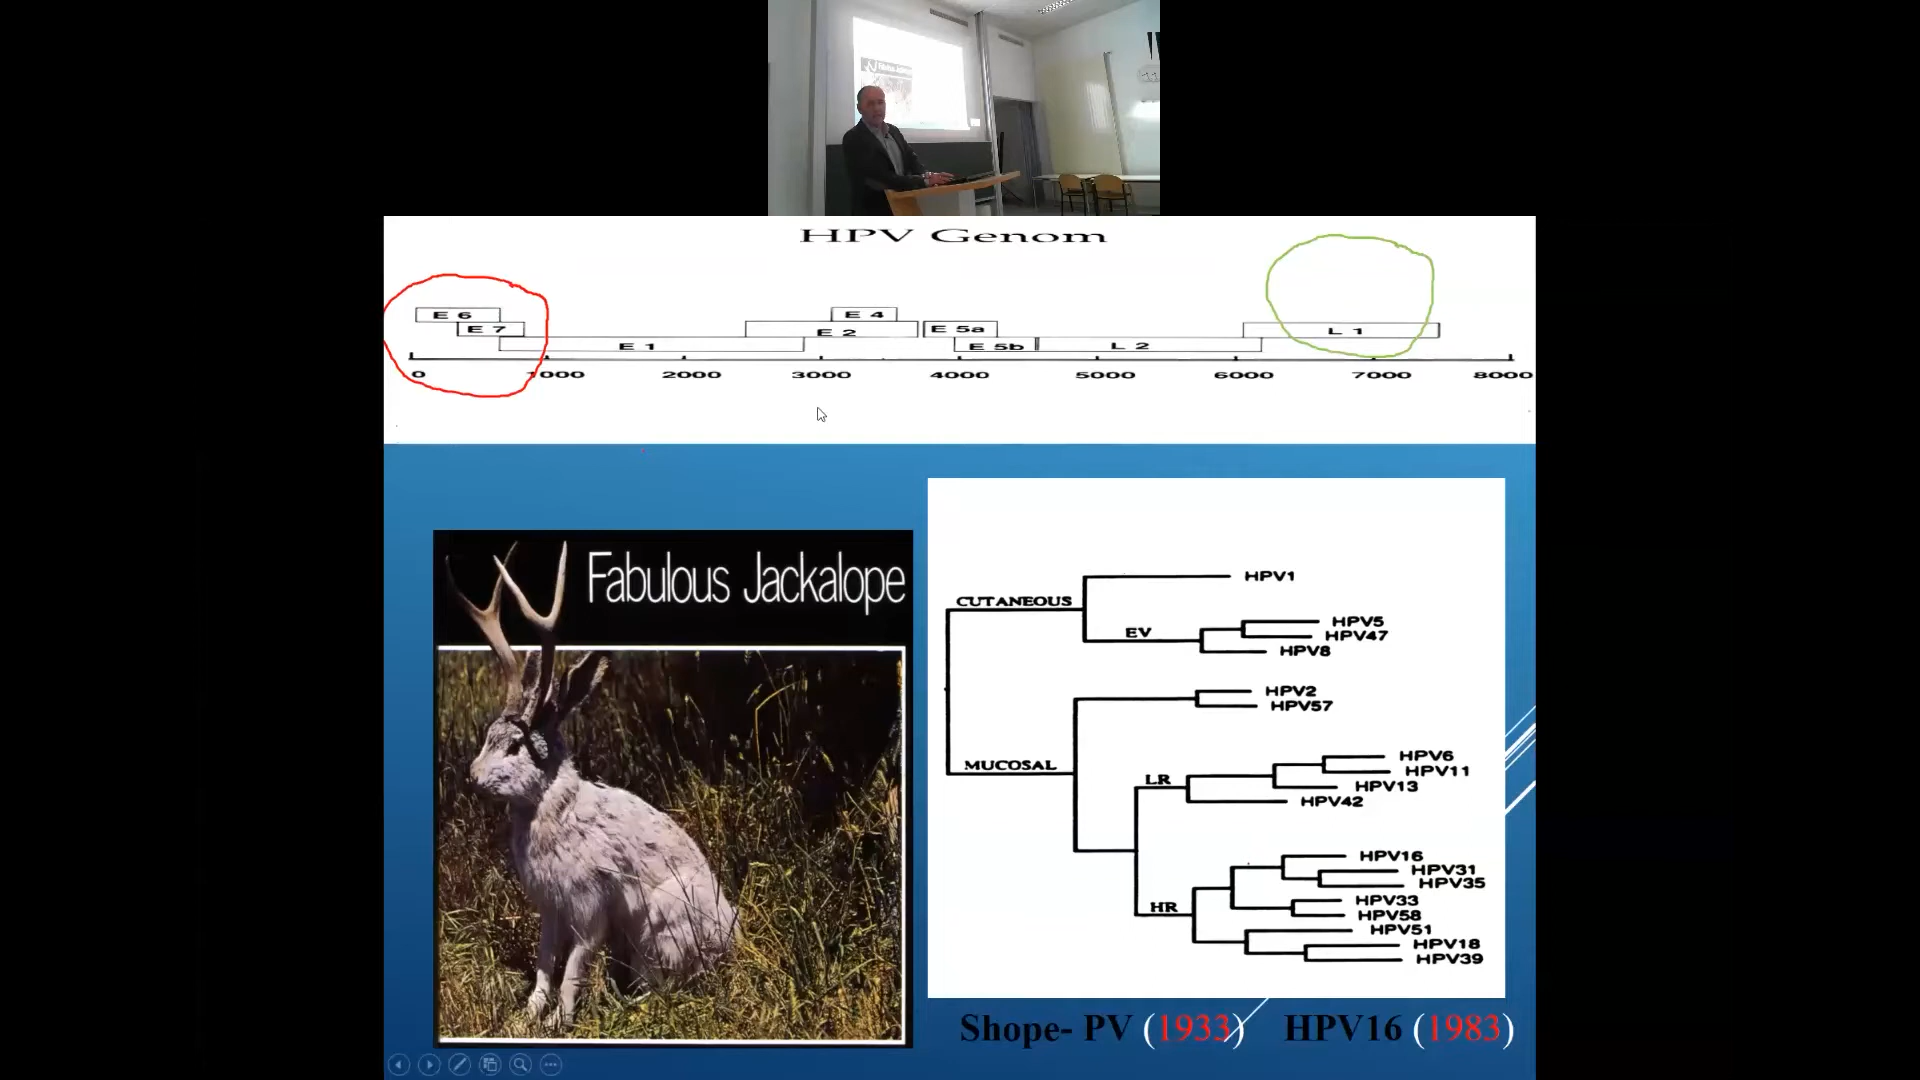 HPV Genom
E 6
E 4
E 7
E 2
E 5a
L 1
E 1
E 5b
L 2
0 1000 2000 3000 4000 5000 6000 7000 8000
Fabulous Jackalope
HPV1
CUTANEOUS
HPV5
EV
HPV47
HPV8
HPV2
HPV57
HPV6
MUCOSAL
HPV11
LR
HPV13
HPV42
HPV16
HPV31
HPV35
HPV33
HR
HPV58
HPV51
HPV18
HPV39
Shope- PV (1933) HPV16 (1983)